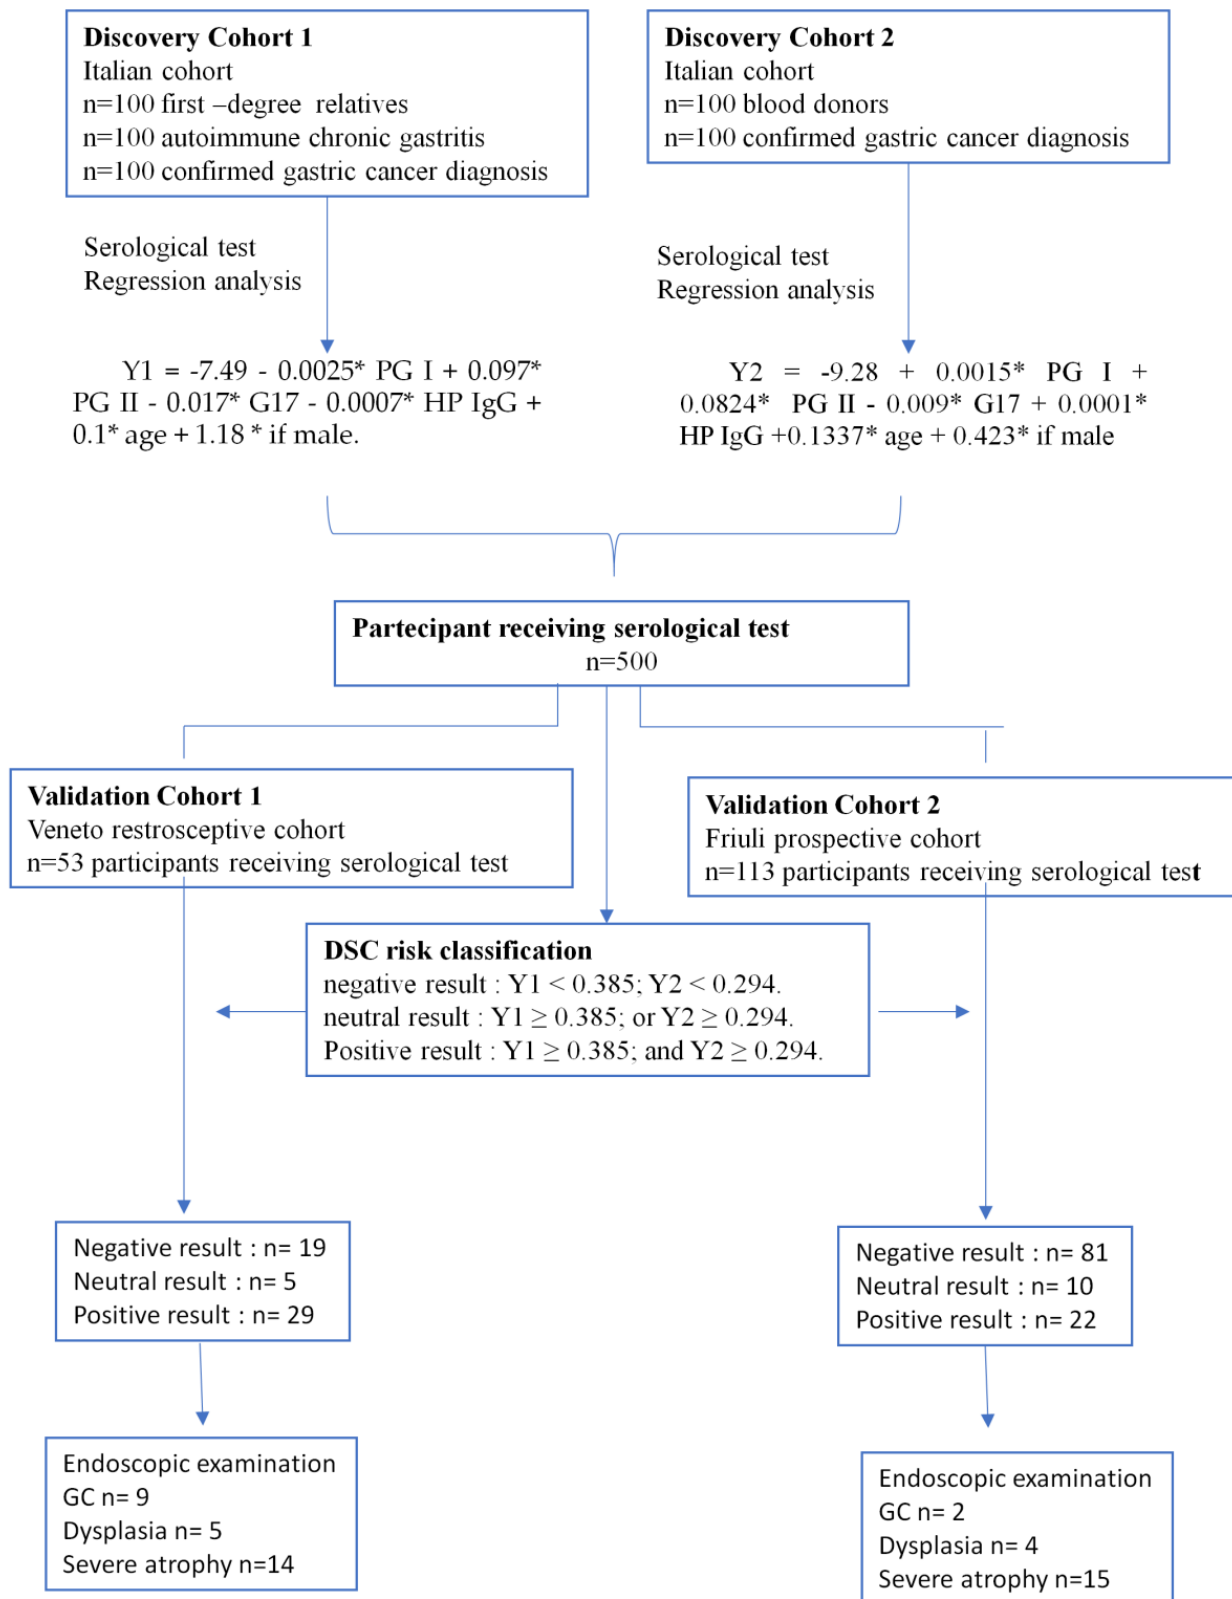 Discovery Cohort 1
Italian cohort
n=100 first –degree relatives
n=100 autoimmune chronic gastritis
n=100 confirmed gastric cancer diagnosis
Discovery Cohort 2
Italian cohort
n=100 blood donors
n=100 confirmed gastric cancer diagnosis
Serological test
Regression analysis
Serological test
Regression analysis
Y1 = -7.49 - 0.0025* PG I + 0.097*
PG II - 0.017* G17 - 0.0007* HP IgG +
0.1* age + 1.18 * if male.
Y2 = -9.28 + 0.0015* PG I +
0.0824* PG II - 0.009* G17 + 0.0001*
HP IgG +0.1337* age + 0.423* if male
Partecipant receiving serological test
n=500
Validation Cohort 1
Veneto restrosceptive cohort
n=53 participants receiving serological test
Validation Cohort 2
Friuli prospective cohort
n=113 participants receiving serological test
DSC risk classification
negative result : Y1 < 0.385; Y2 < 0.294.
neutral result : Y1 ≥ 0.385; or Y2 ≥ 0.294.
Positive result : Y1 ≥ 0.385; and Y2 ≥ 0.294.
Negative result : n= 19
Neutral result : n= 5
Positive result : n= 29
Negative result : n= 81
Neutral result : n= 10
Positive result : n= 22
Endoscopic examination
GC n= 9
Dysplasia n= 5
Severe atrophy n=14
Endoscopic examination
GC n= 2
Dysplasia n= 4
Severe atrophy n=15